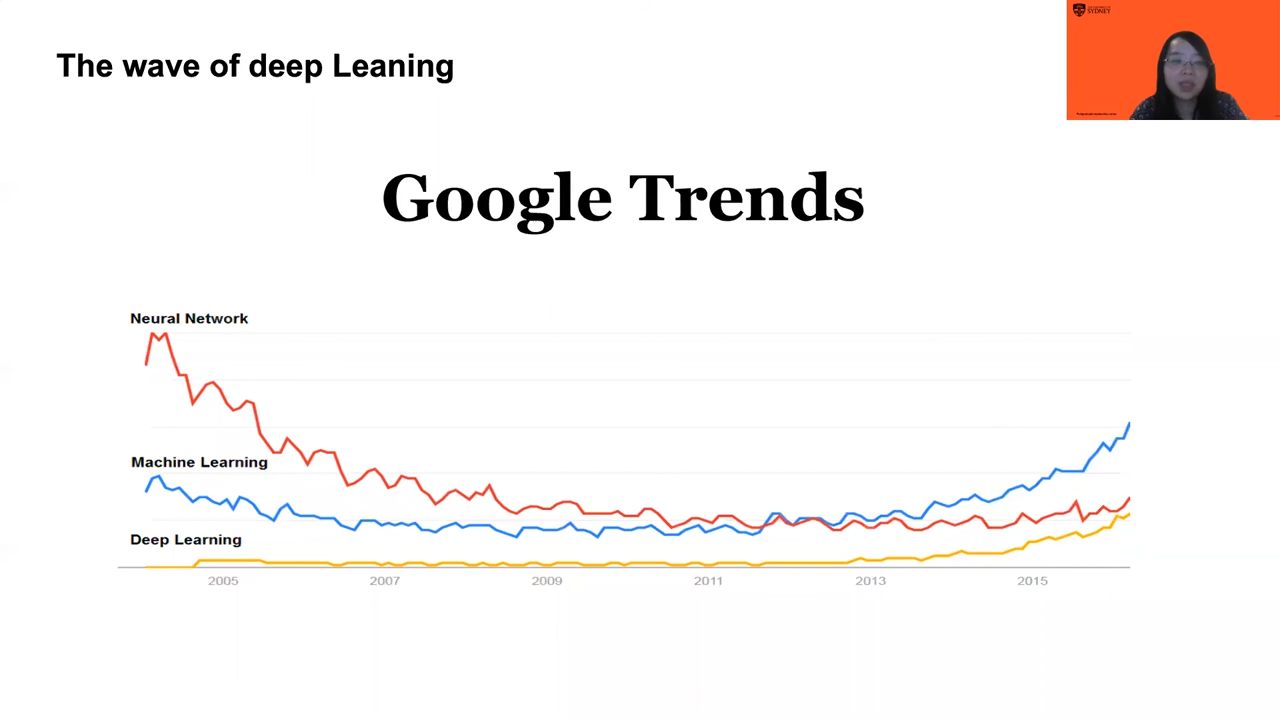 The wave of deep Leaning
SYDNEY
Google Trends
Neural Network
Machine Learning
Deep Learning
2005
2007
2009
2011
2013
2015